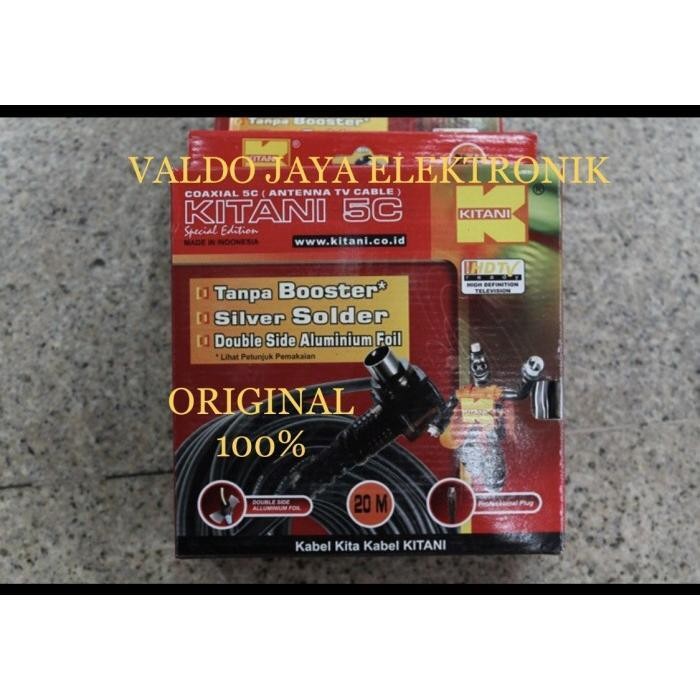 Tanpa Booster*
KITANI®
VALDO JAYA ELEKTRONIK
COAXIAL 5C ( ANTENNA TV CABLE )
KITANI 5C
Special Edition
MADE IN INDONESIA
www.kitani.co.id
KITANI
®
HDTV
ready
HIGH DEFINITION
TELEVISION
Tanpa Booster*
Silver Solder
Double Side Aluminium Foil
* Lihat Petunjuk Pemakaian
ORIGINAL
100%
DOUBLE SIDE
ALLUMINIUM FOIL
20 M
Professional Plug
Kabel Kita Kabel KITANI